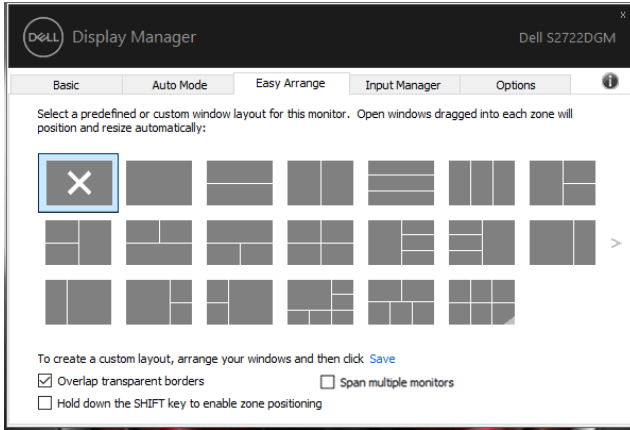 x
DELL Display Manager
Dell S2722DGM
Basic
Auto Mode
Easy Arrange
Input Manager
Options
i
Select a predefined or custom window layout for this monitor. Open windows dragged into each zone will
position and resize automatically:
>
To create a custom layout, arrange your windows and then click Save
Overlap transparent borders
Span multiple monitors
Hold down the SHIFT key to enable zone positioning